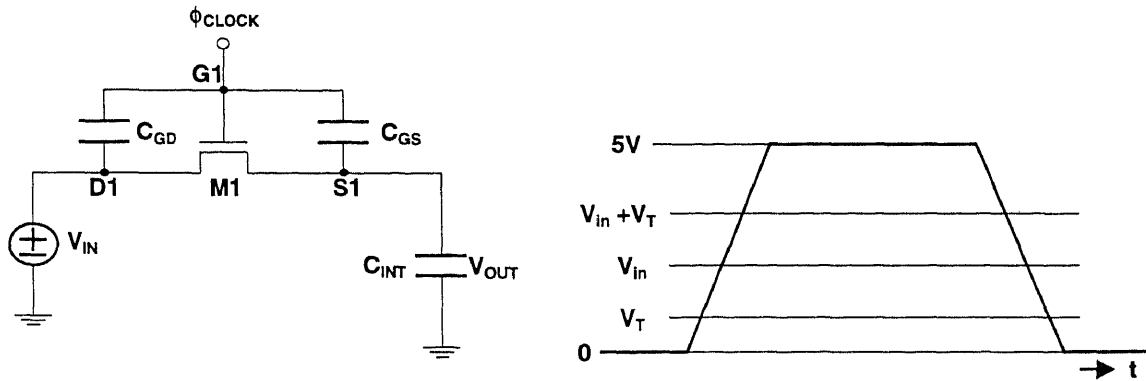 ϕCLOCK
G1
CGD
CGS
D1
M1
S1
VIN
CINT
VOUT
5V
Vin +VT
Vin
VT
0
t